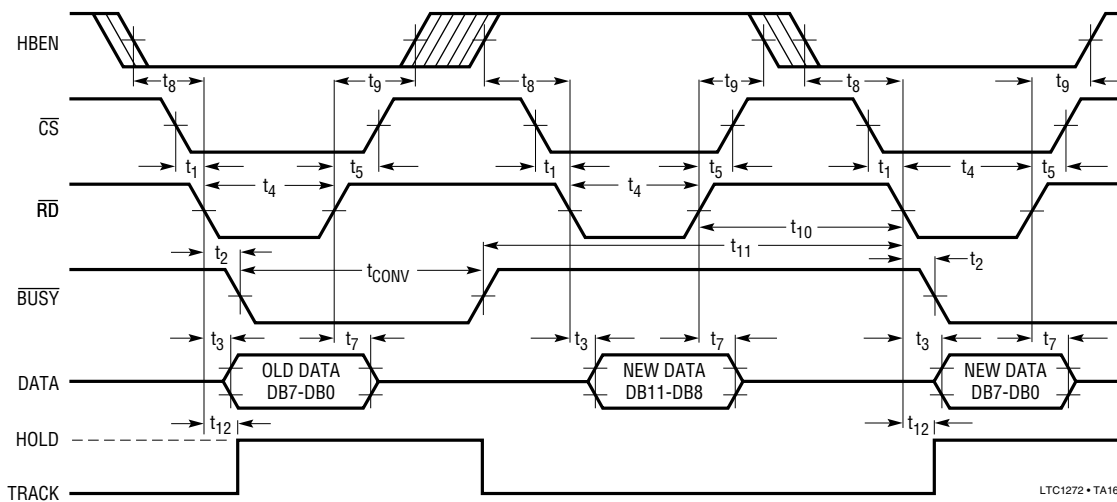 HBEN
t8 t9 t8 t9 t8 t9
CS
t1 t5 t1 t5 t1 t5
t4 t4 t4
RD
t10
t2 t11 t2
tCONV
BUSY
t3 t7 t3 t7 t3 t7
DATA
OLD DATA NEW DATA NEW DATA
DB7-DB0 DB11-DB8 DB7-DB0
t12 t12
HOLD
TRACK
LTC1272 • TA16